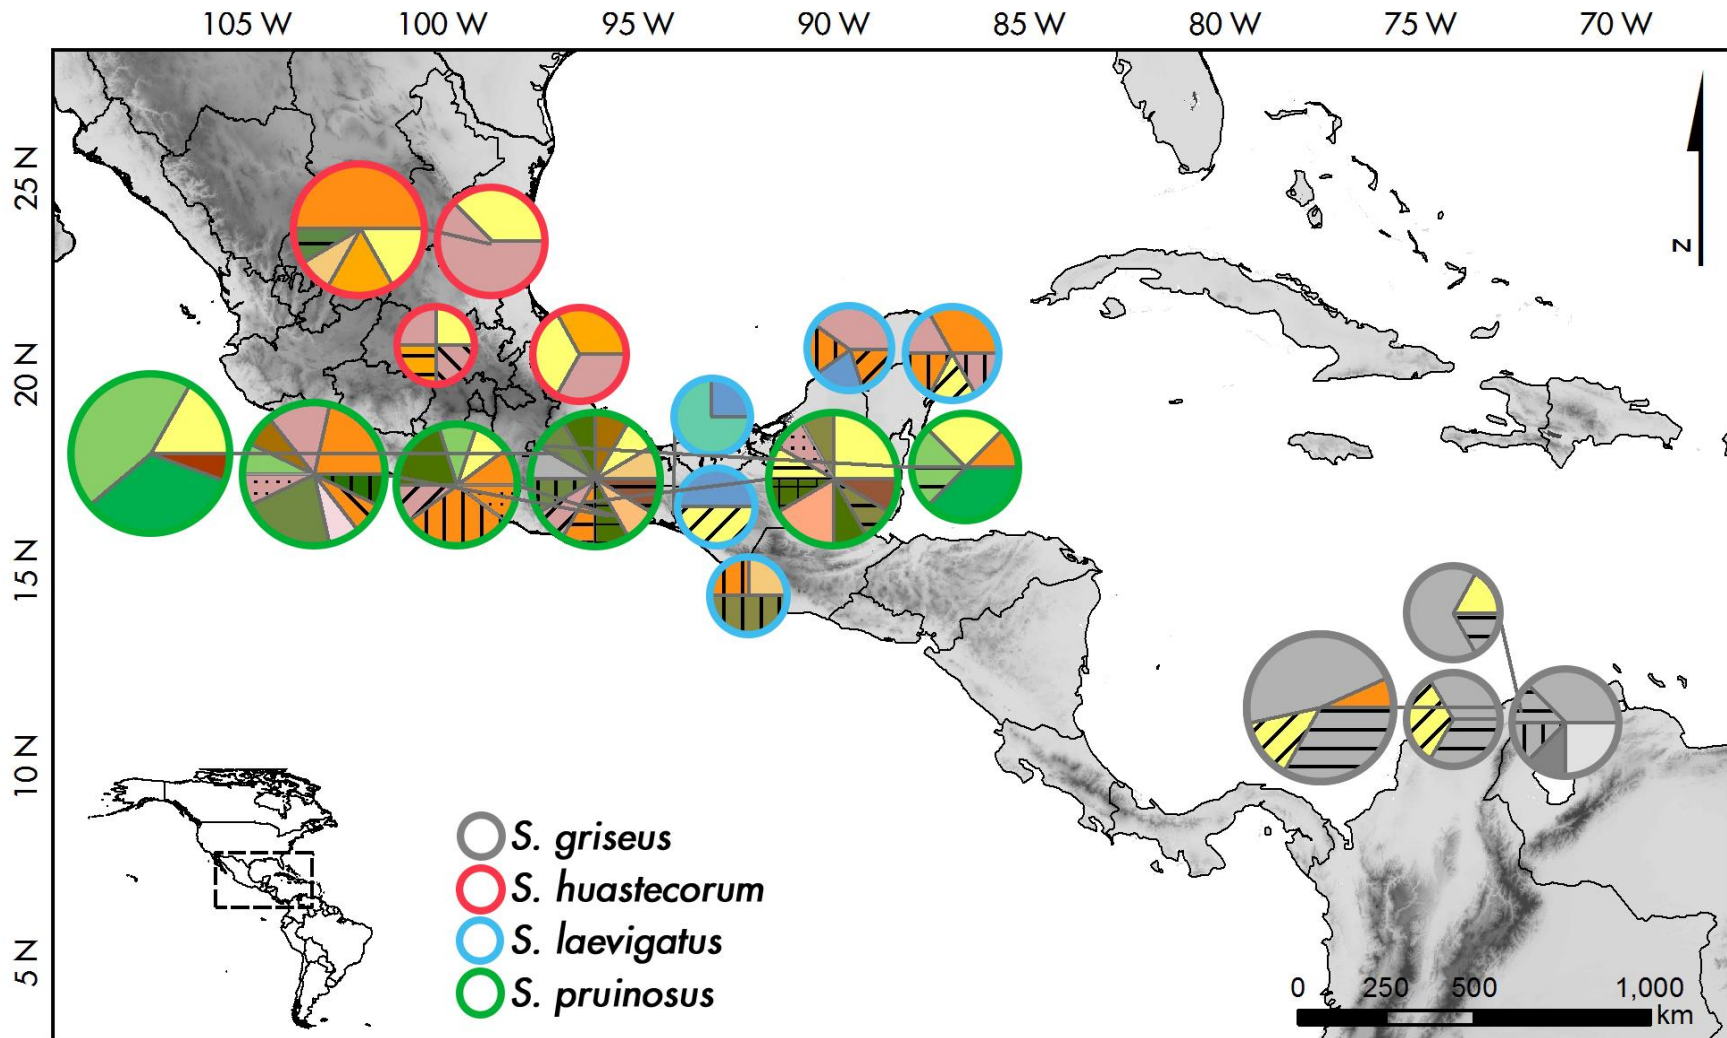 105 W 100 W 95 W 90 W 85 W 80 W 75 W 70 W
25 N
20 N
15 N
10 N
5 N
N
S. griseus
S. huastecorum
S. laevigatus
S. pruinosus
0 250 500 1,000
km